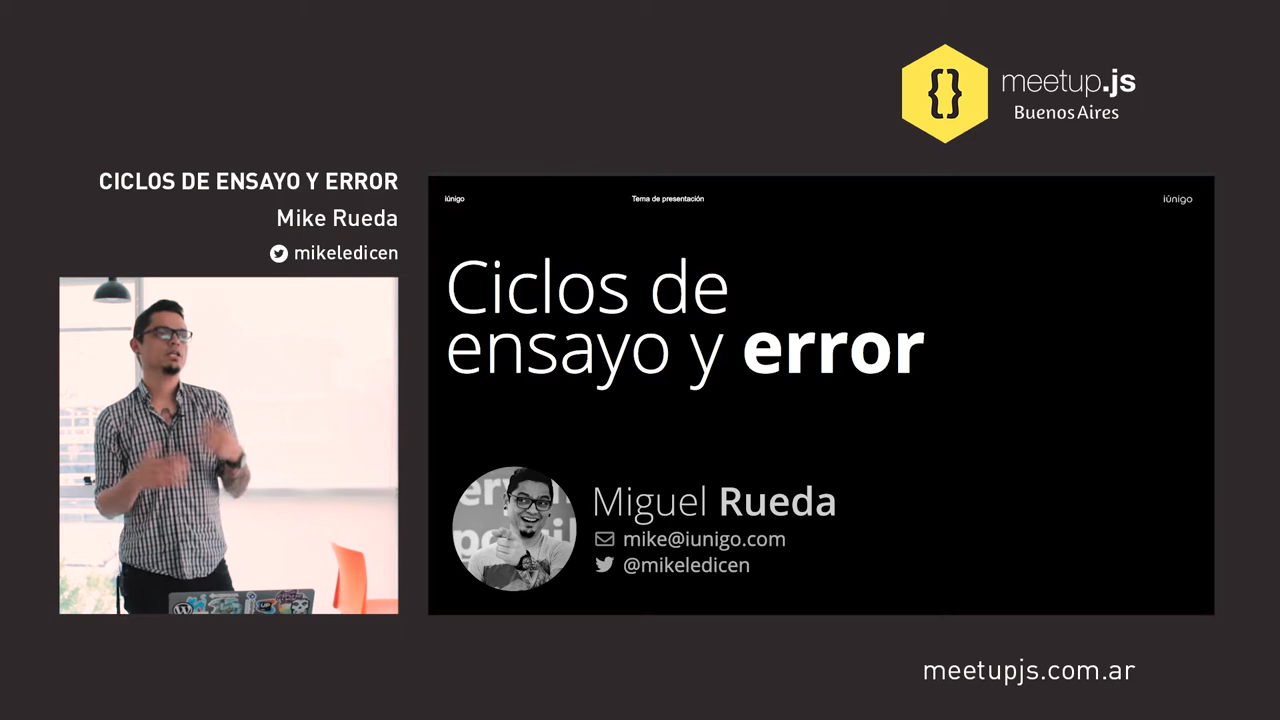 meetup.js
Buenos Aires
CICLOS DE ENSAYO Y ERROR
Mike Rueda
mikeledicen
iúnigo
Tema de presentación
iúnigo
Ciclos de
ensayo y error
Miguel Rueda
mike@iunigo.com
@mikeledicen
meetupjs.com.ar